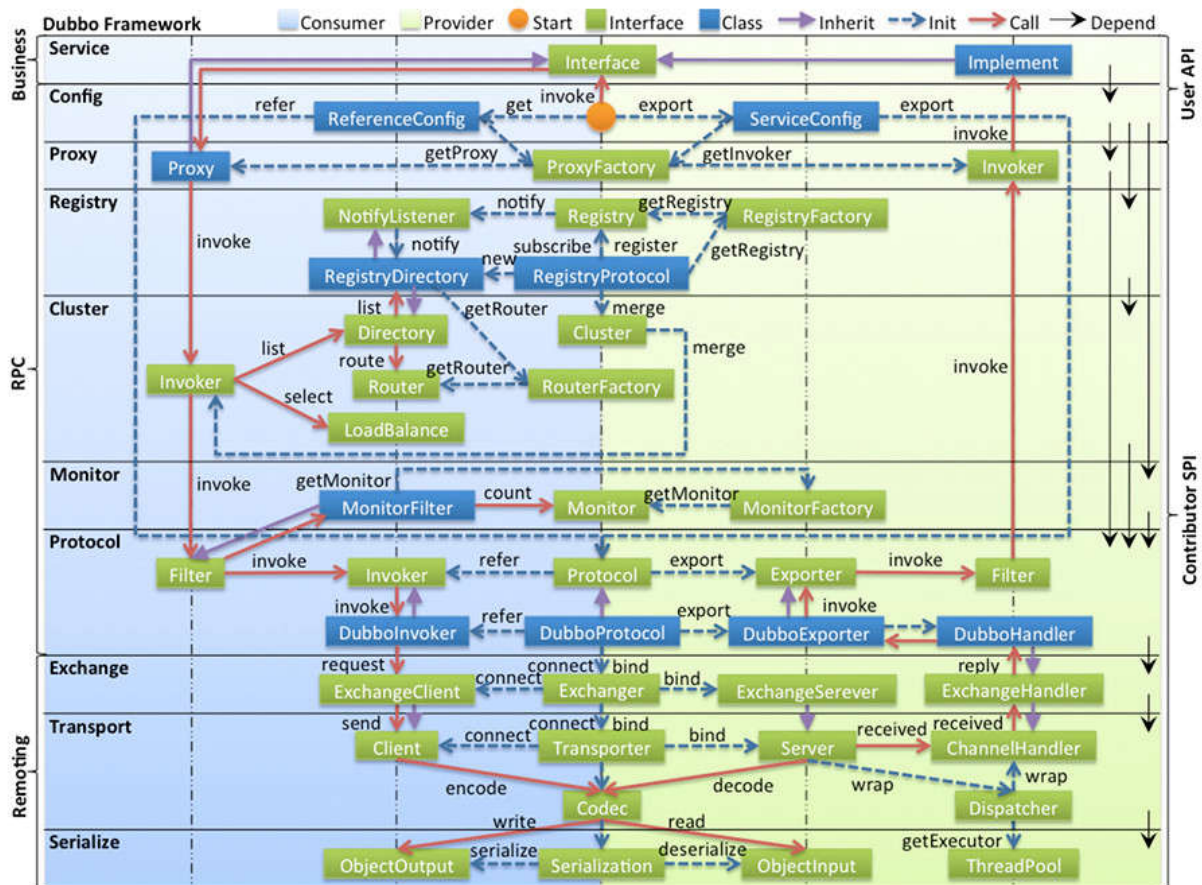 Dubbo Framework
Consumer
Provider
Start
Interface
Class
Inherit
Init
Call
Depend
Business
RPC
Remoting
User API
Contributor SPI
Service
Interface
Implement
Config
refer
get
invoke
export
export
ReferenceConfig
ServiceConfig
invoke
Proxy
Proxy
getProxy
ProxyFactory
getInvoker
Invoker
Registry
NotifyListener
notify
Registry
getRegistry
RegistryFactory
invoke
notify
subscribe
register
getRegistry
new
RegistryDirectory
RegistryProtocol
Cluster
list
getRouter
merge
Directory
Cluster
list
merge
route
getRouter
Invoker
Router
RouterFactory
invoke
select
LoadBalance
Monitor
invoke
getMonitor
count
getMonitor
MonitorFilter
Monitor
MonitorFactory
Protocol
invoke
refer
export
invoke
Filter
Invoker
Protocol
Exporter
Filter
invoke
refer
export
invoke
DubboInvoker
DubboProtocol
DubboExporter
DubboHandler
Exchange
request
connect
bind
reply
connect
bind
ExchangeClient
Exchanger
ExchangeSerever
ExchangeHandler
Transport
send
connect
bind
received
received
connect
bind
Client
Transporter
Server
ChannelHandler
encode
decode
wrap
wrap
Codec
Dispatcher
write
read
getExecutor
Serialize
serialize
deserialize
ObjectOutput
Serialization
ObjectInput
ThreadPool